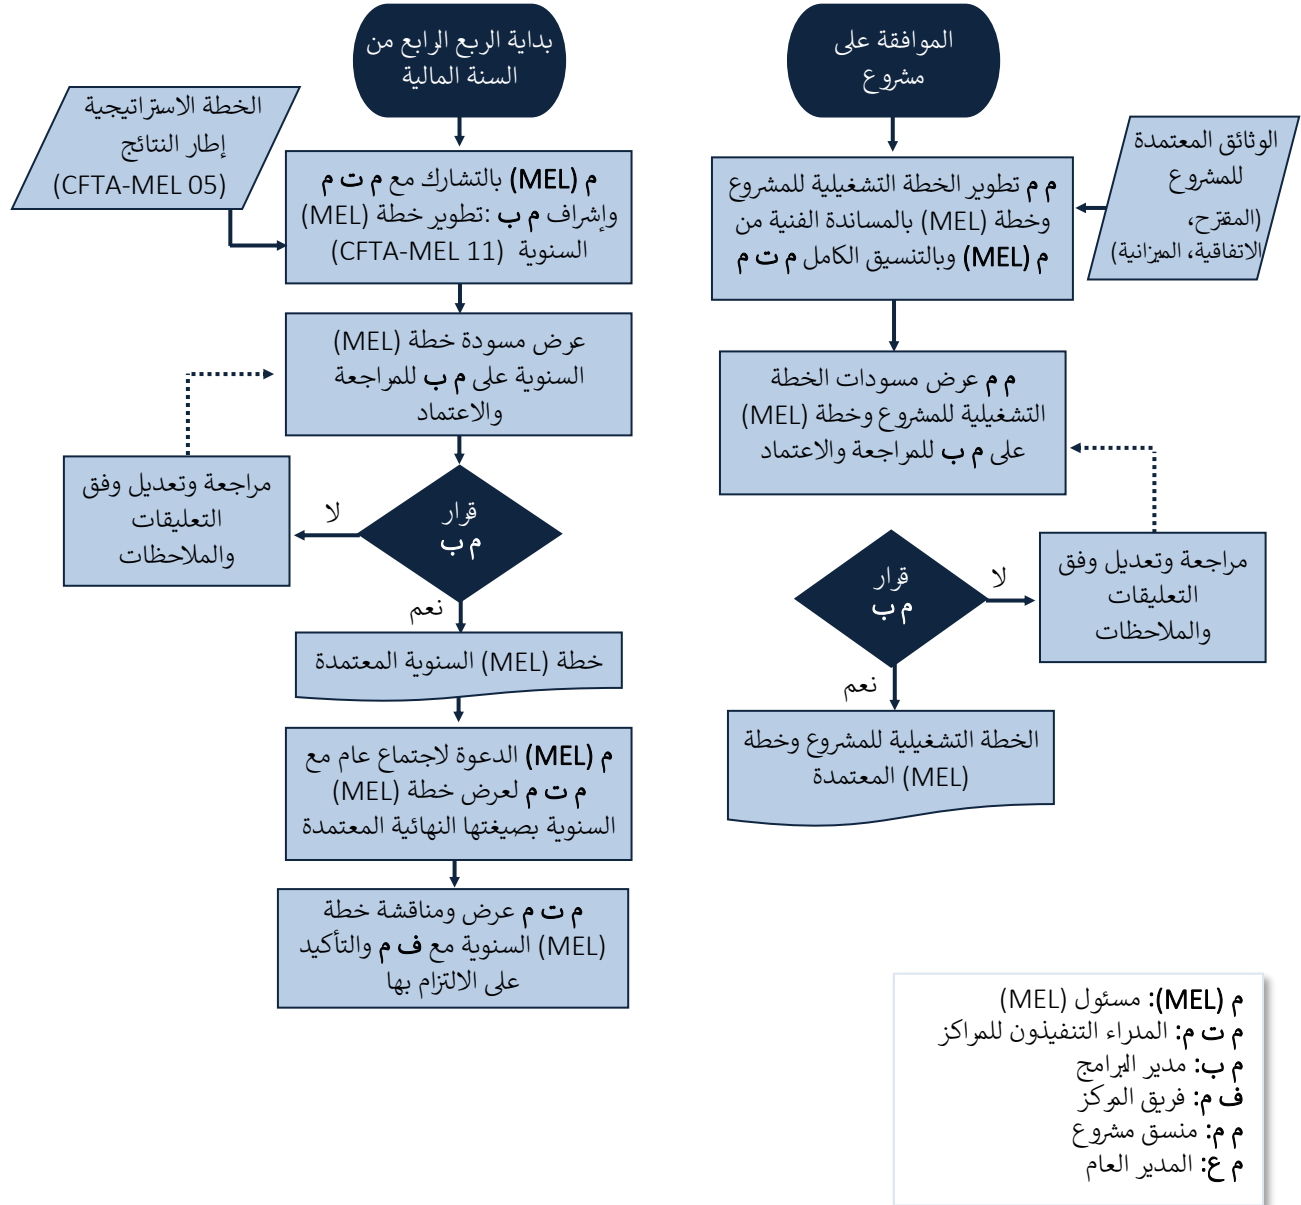 الموافقة على
مشروع
الوثائق المعتمدة
للمشروع
(المقترح،
الاتفاقية، الميزانية)
م م تطوير الخطة التشغيلية للمشروع
وخطة (MEL) بالمساندة الفنية من
م (MEL) وبالتنسيق الكامل م ت م
م م عرض مسودات الخطة
التشغيلية للمشروع وخطة (MEL)
على م ب للمراجعة والاعتماد
قرار
م ب
لا
مراجعة وتعديل وفق
التعليقات
والملاحظات
نعم
الخطة التشغيلية للمشروع وخطة
(MEL) المعتمدة
بداية الربع الرابع من
السنة المالية
الخطة الاستراتيجية
إطار النتائج
(CFTA-MEL 05)
م (MEL) بالتشارك مع م ت م
وإشراف م ب :تطوير خطة (MEL)
السنوية (CFTA-MEL 11)
عرض مسودة خطة (MEL)
السنوية على م ب للمراجعة
والاعتماد
قرار
م ب
لا
مراجعة وتعديل وفق
التعليقات
والملاحظات
نعم
خطة (MEL) السنوية المعتمدة
م (MEL) الدعوة لاجتماع عام مع
م ت م لعرض خطة (MEL)
السنوية بصيغتها النهائية المعتمدة
م ت م عرض ومناقشة خطة
(MEL) السنوية مع ف م والتأكيد
على الالتزام بها
م (MEL): مسئول (MEL)
م ت م: المدراء التنفيذون للمراكز
م ب: مدير البرامج
ف م: فريق المركز
م م: منسق مشروع
م ع: المدير العام